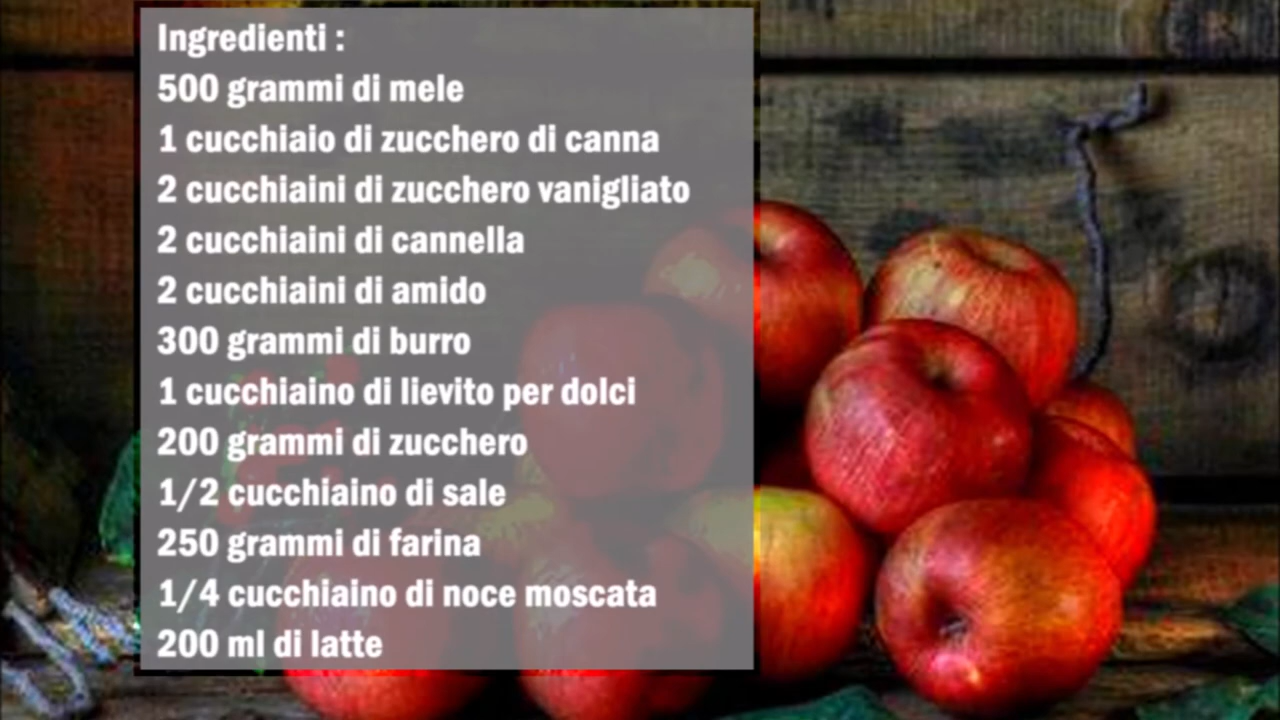 Ingredienti :
500 grammi di mele
1 cucchiaio di zucchero di canna
2 cucchiaini di zucchero vanigliato
2 cucchiaini di cannella
2 cucchiaini di amido
300 grammi di burro
1 cucchiaino di lievito per dolci
200 grammi di zucchero
1/2 cucchiaino di sale
250 grammi di farina
1/4 cucchiaino di noce moscata
200 ml di latte